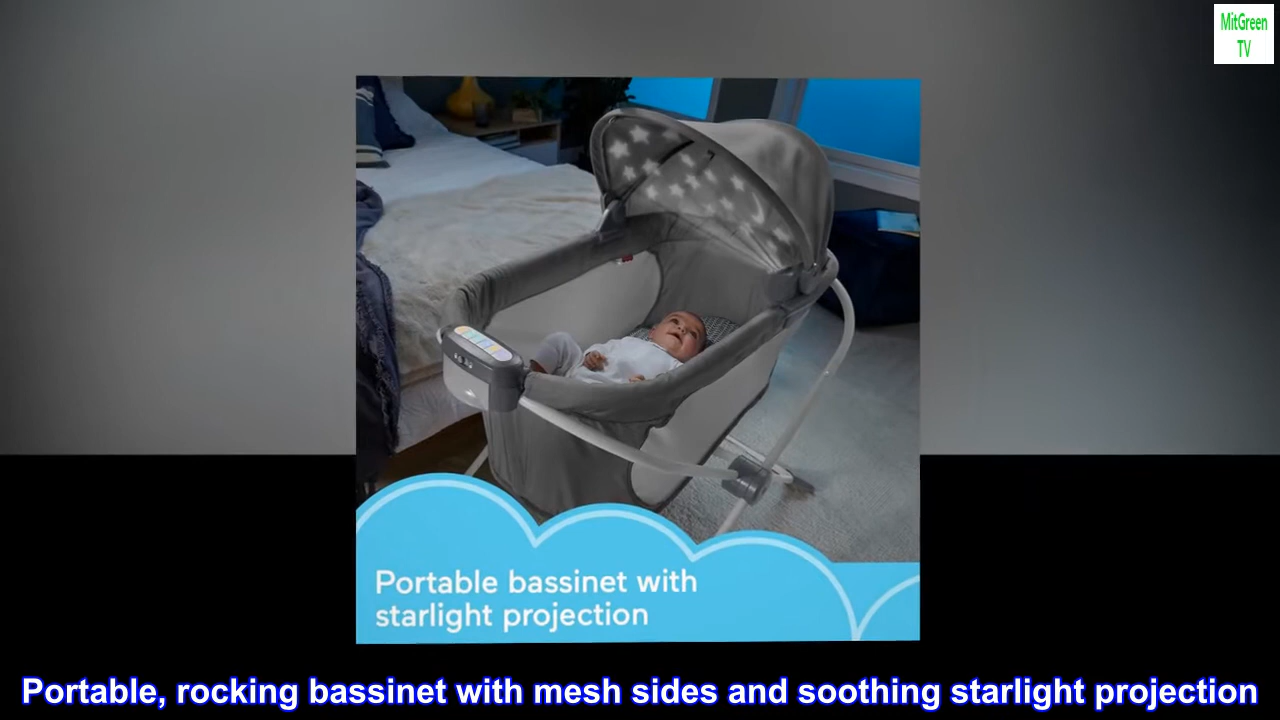 MitGreen
TV
Portable bassinet with
starlight projection
Portable, rocking bassinet with mesh sides and soothing starlight projection